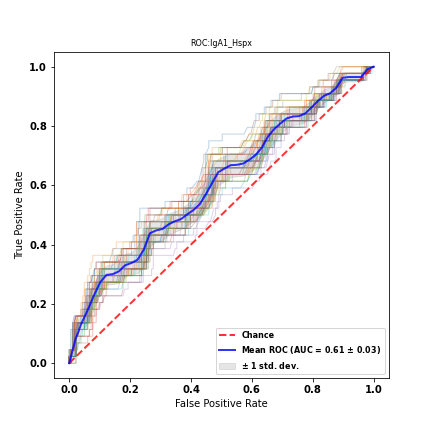 ROC:IgA1_Hspx
True Positive Rate
1.0
0.8
0.6
0.4
0.2
0.0
Chance
Mean ROC (AUC = 0.61 ± 0.03)
± 1 std. dev.
0.0 0.2 0.4 0.6 0.8 1.0
False Positive Rate